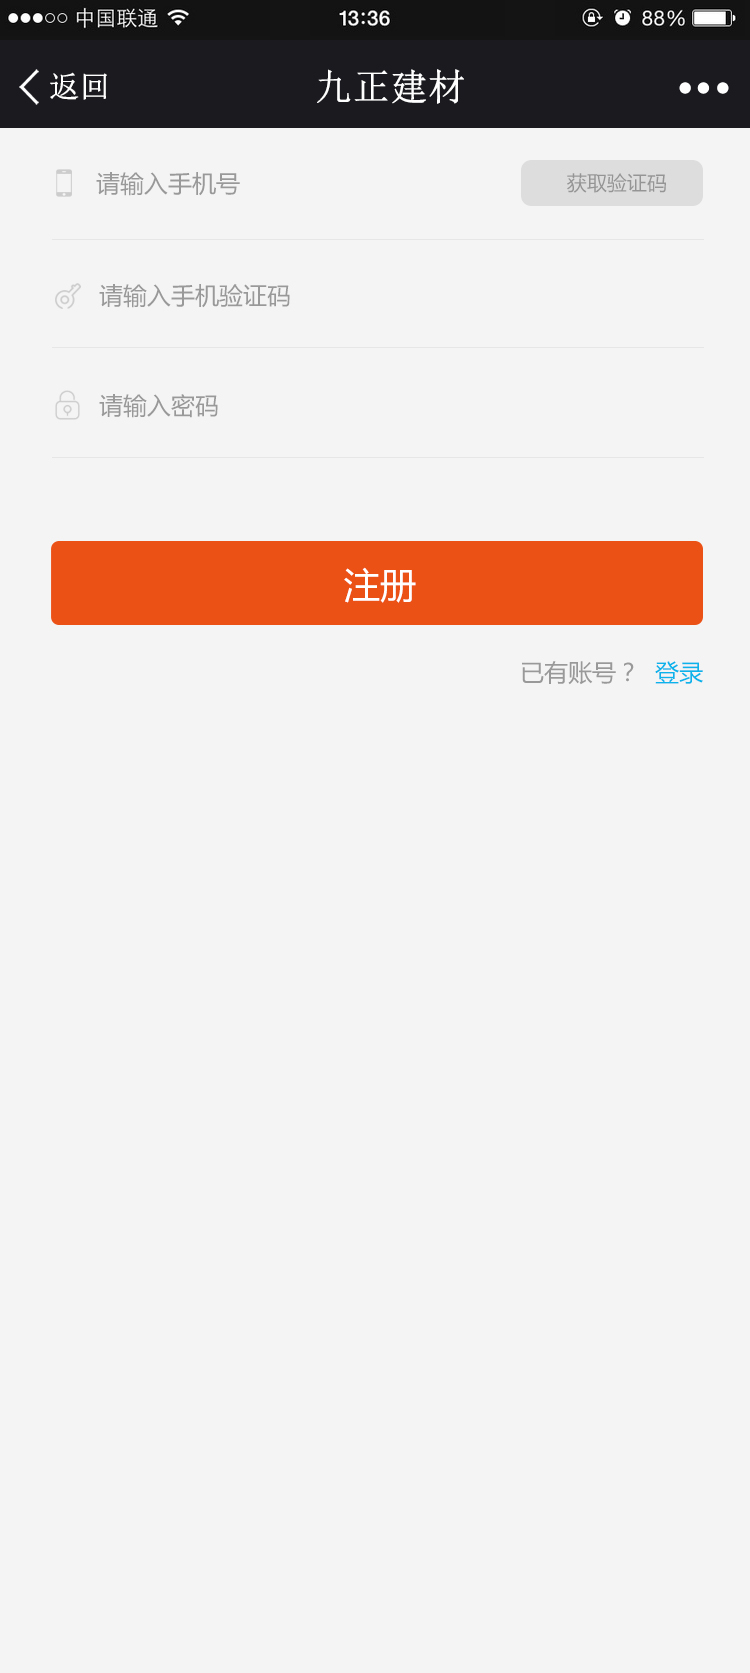 中国联通 13:36 88%
返回 九正建材
请输入手机号 获取验证码
请输入手机验证码
请输入密码
注册
已有账号？ 登录